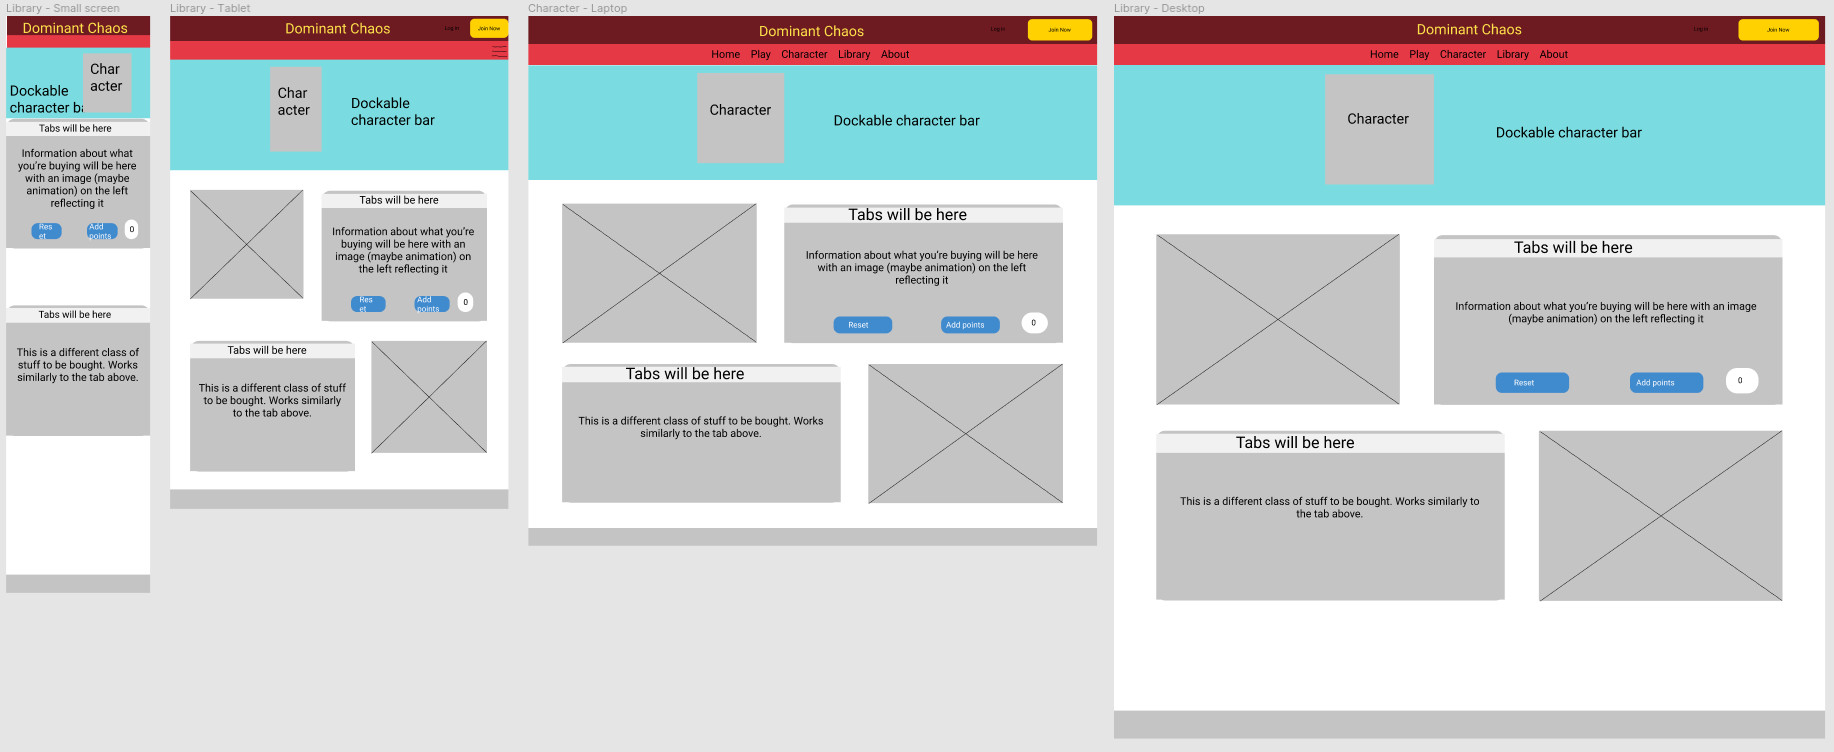 Library - Small screen
Dominant Chaos
Char
acter
Dockable
character ba
Tabs will be here
Information about what
you're buying will be here
with an image (maybe
animation) on the left
reflecting it
Res
et
Add
points
0
Tabs will be here
This is a different class of
stuff to be bought. Works
similarly to the tab above.
Library - Tablet
Dominant Chaos
Log In
Join Now
Char
acter
Dockable
character bar
Tabs will be here
Information about what you're
buying will be here with an
image (maybe animation) on
the left reflecting it
Res
et
Add
points
0
Tabs will be here
This is a different class of stuff
to be bought. Works similarly
to the tab above.
Character - Laptop
Dominant Chaos
Log In
Join Now
Home Play Character Library About
Character
Dockable character bar
Tabs will be here
Information about what you're buying will be here
with an image (maybe animation) on the left
reflecting it
Reset
Add points
0
Tabs will be here
This is a different class of stuff to be bought. Works
similarly to the tab above.
Library - Desktop
Dominant Chaos
Log In
Join Now
Home Play Character Library About
Character
Dockable character bar
Tabs will be here
Information about what you're buying will be here with an image
(maybe animation) on the left reflecting it
Reset
Add points
0
Tabs will be here
This is a different class of stuff to be bought. Works similarly to
the tab above.